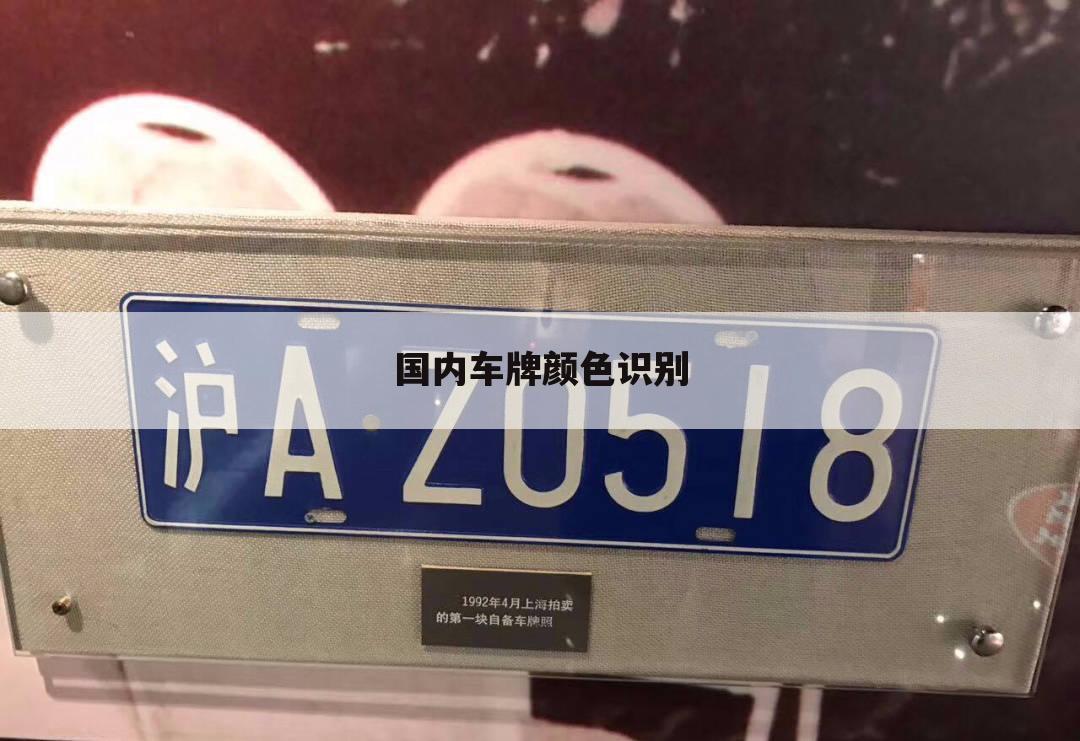 国内车牌颜色识别
沪A·Z0518
1992年4月上海拍卖
的第一块自备车牌照